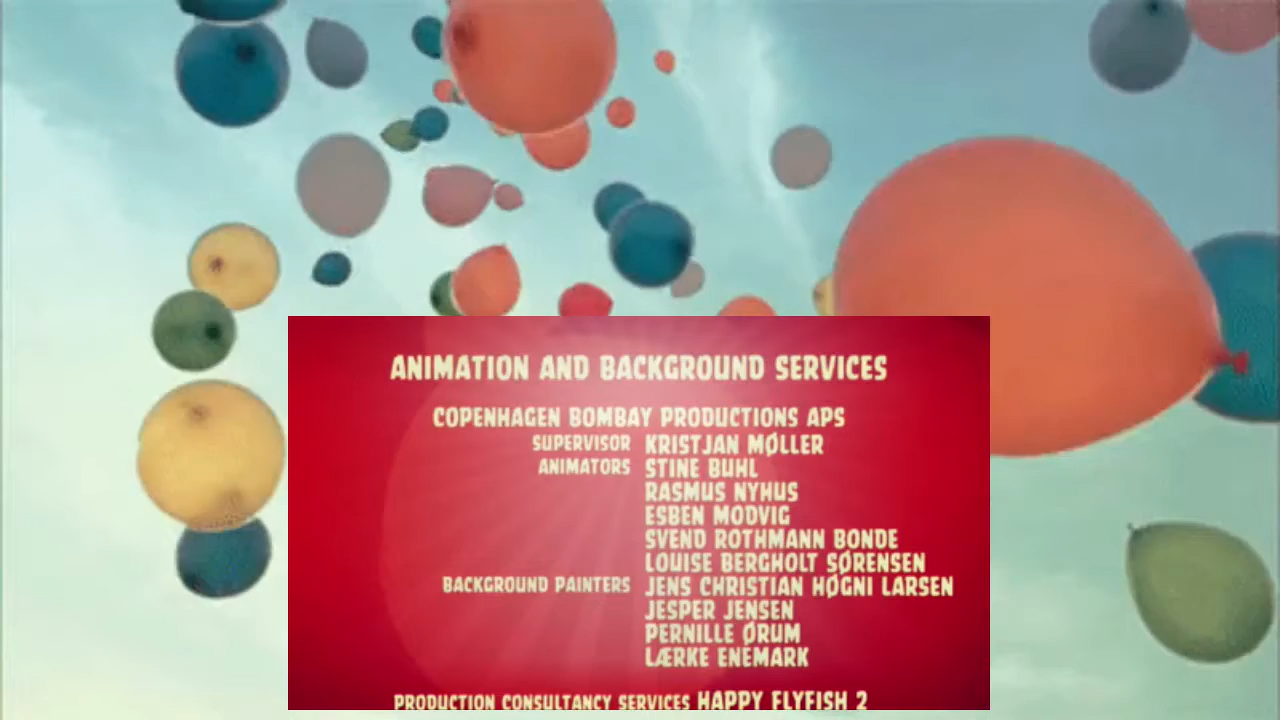 ANIMATION AND BACKGROUND SERVICES
COPENHAGEN BOMBAY PRODUCTIONS APS
SUPERVISOR KRISTJAN MØLLER
ANIMATORS STINE BUHL
RASMUS NYHUS
ESBEN MODVIG
SVEND ROTHMANN BONDE
LOUISE BERGHOLT SØRENSEN
BACKGROUND PAINTERS JENS CHRISTIAN HØGNI LARSEN
JESPER JENSEN
PERNILLE ØRUM
LÆRKE ENEMARK
PRODUCTION CONSULTANCY SERVICES HAPPY FLYFISH 2